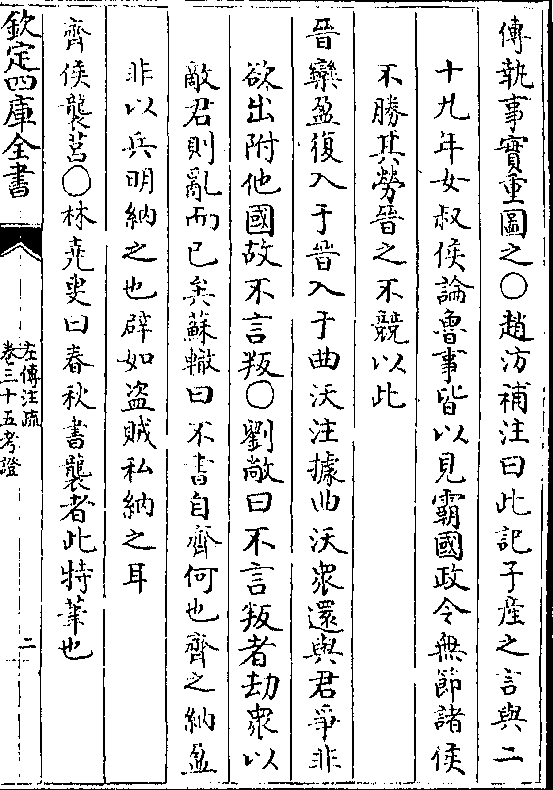 傳執事實重圖之○趙汸補注曰此記子產之言與二
十九年女叔侯論魯事皆以見霸國政令無節諸侯
不勝其勞晉之不競以此
晉欒盈復入于晉入于曲沃注據曲沃衆還與君爭非
欲出附他國故不言叛○劉敞曰不言叛者刧衆以
敵君則亂而已矣蘇轍曰不書自齊何也齊之納盈
非以兵明納之也辟如盜賊私納之耳
齊侯襲莒○林堯叟曰春秋書襲者此特筆也
欽定四庫全書
左傳注疏
卷三十五考證
二